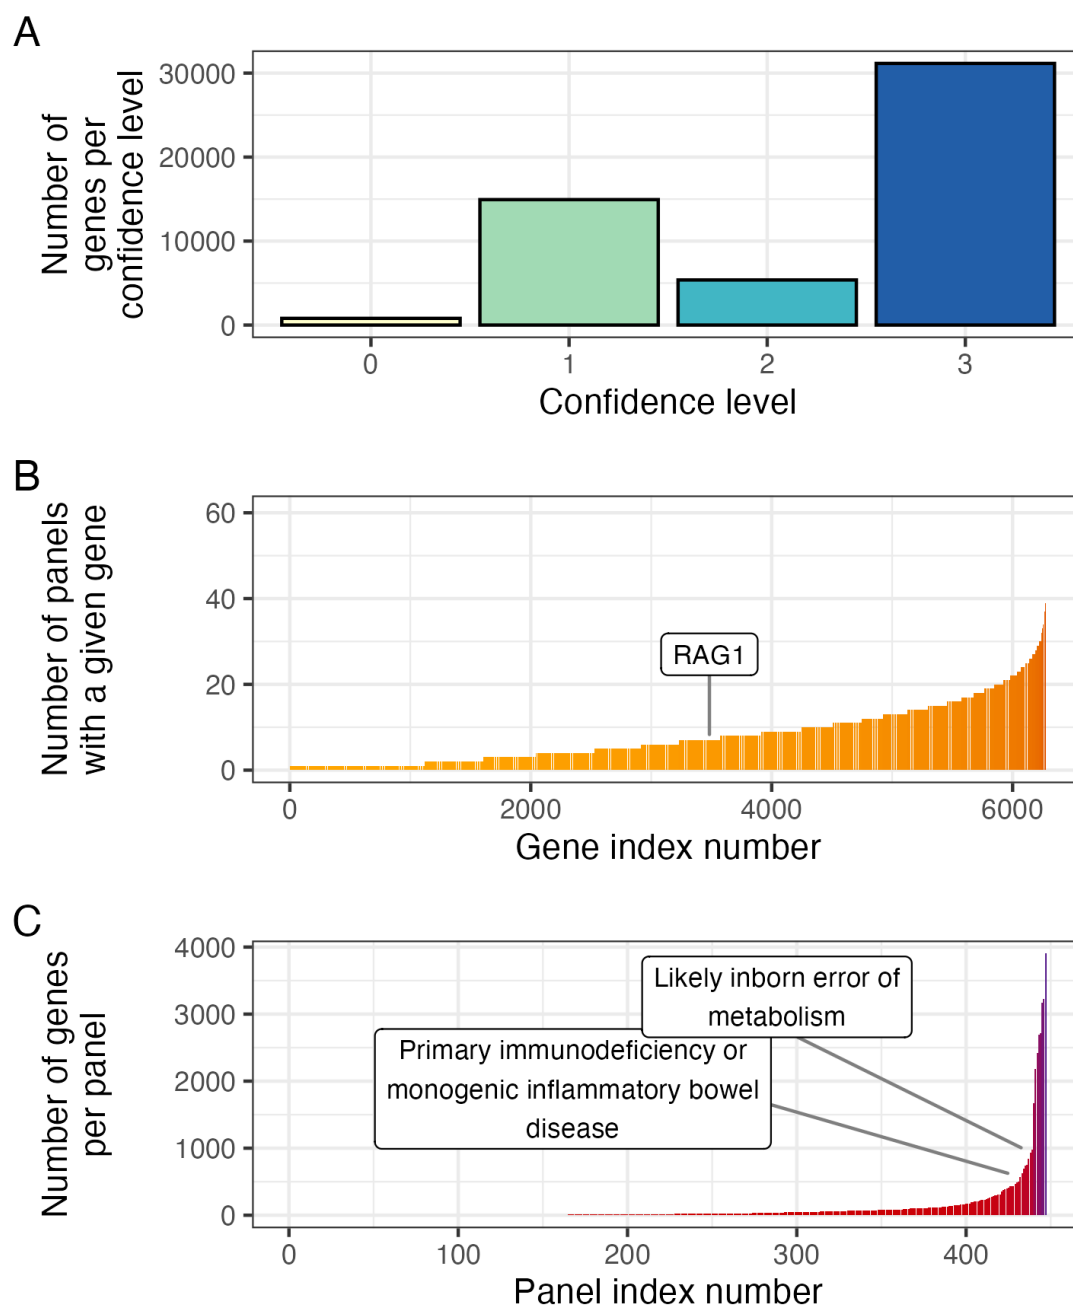 A
Number of
genes per
confidence level
30000
20000
10000
0
0 1 2 3
Confidence level
B
Number of panels
with a given gene
60
40
20
0
RAG1
0 2000 4000 6000
Gene index number
C
Number of genes
per panel
4000
3000
2000
1000
0
Likely inborn error of
metabolism
Primary immunodeficiency or
monogenic inflammatory bowel
disease
0 100 200 300 400
Panel index number